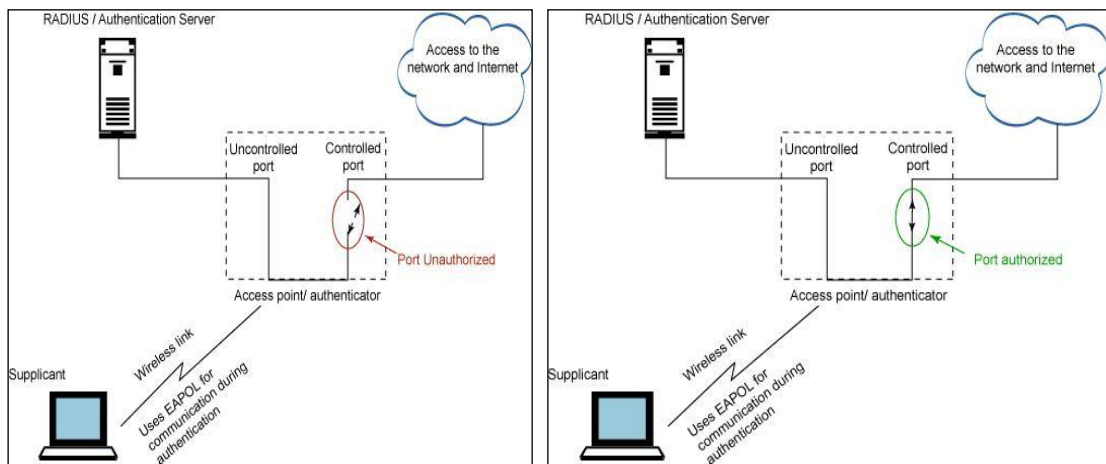 RADIUS / Authentication Server
Access to the
network and Internet
Uncontrolled
port
Controlled
port
Port Unauthorized
Access point/ authenticator
Wireless link
Supplicant
Uses EAPOL for
communication during
authentication
RADIUS / Authentication Server
Access to the
network and Internet
Uncontrolled
port
Controlled
port
Port authorized
Access point/ authenticator
Wireless link
Supplicant
Uses EAPOL for
communication during
authentication